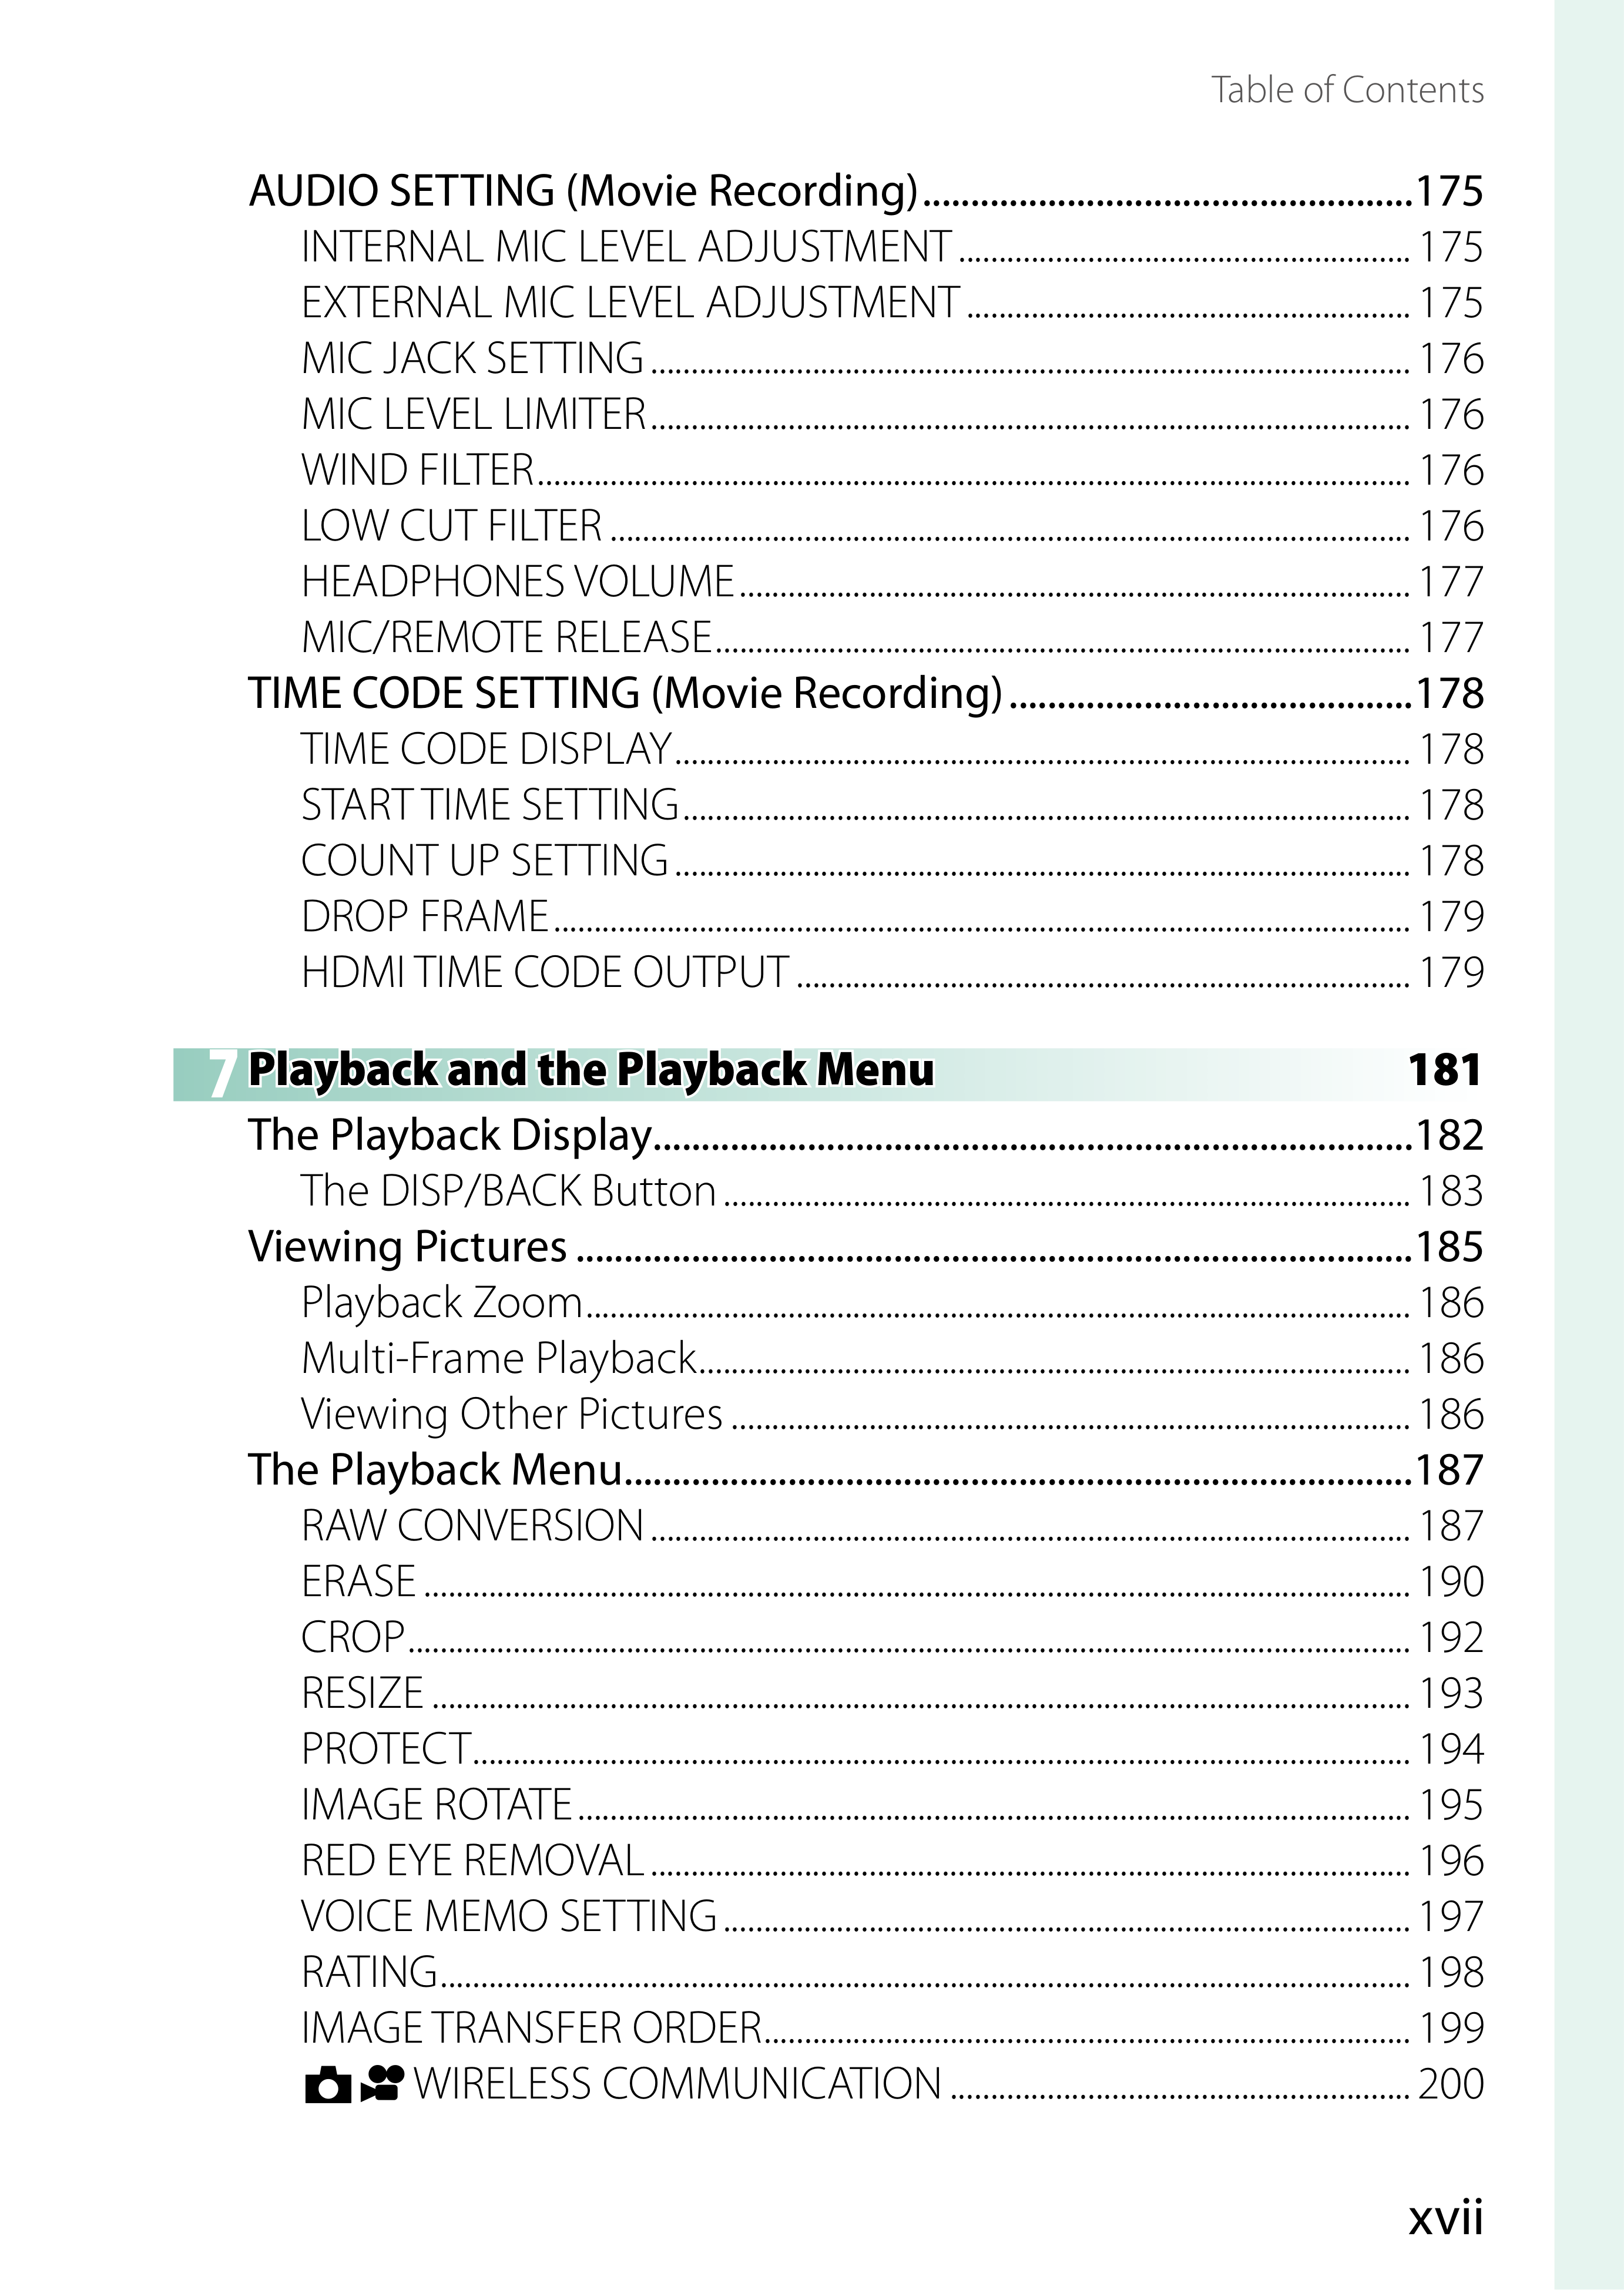 Table of Contents
AUDIO SETTING (Movie Recording)...................................................175
INTERNAL MIC LEVEL ADJUSTMENT........................................................ 175
EXTERNAL MIC LEVEL ADJUSTMENT....................................................... 175
MIC JACK SETTING.............................................................................................. 176
MIC LEVEL LIMITER.............................................................................................. 176
WIND FILTER............................................................................................................ 176
LOW CUT FILTER................................................................................................... 176
HEADPHONES VOLUME................................................................................... 177
MIC/REMOTE RELEASE...................................................................................... 177
TIME CODE SETTING (Movie Recording)..........................................178
TIME CODE DISPLAY........................................................................................... 178
START TIME SETTING.......................................................................................... 178
COUNT UP SETTING........................................................................................... 178
DROP FRAME.......................................................................................................... 179
HDMI TIME CODE OUTPUT............................................................................ 179
7 Playback and the Playback Menu 181
The Playback Display...............................................................................182
The DISP/BACK Button..................................................................................... 183
Viewing Pictures.......................................................................................185
Playback Zoom...................................................................................................... 186
Multi-Frame Playback........................................................................................ 186
Viewing Other Pictures.................................................................................... 186
The Playback Menu..................................................................................187
RAW CONVERSION.............................................................................................. 187
ERASE.......................................................................................................................... 190
CROP............................................................................................................................ 192
RESIZE......................................................................................................................... 193
PROTECT.................................................................................................................... 194
IMAGE ROTATE....................................................................................................... 195
RED EYE REMOVAL.............................................................................................. 196
VOICE MEMO SETTING..................................................................................... 197
RATING........................................................................................................................ 198
IMAGE TRANSFER ORDER................................................................................ 199
WIRELESS COMMUNICATION......................................................... 200
xvii